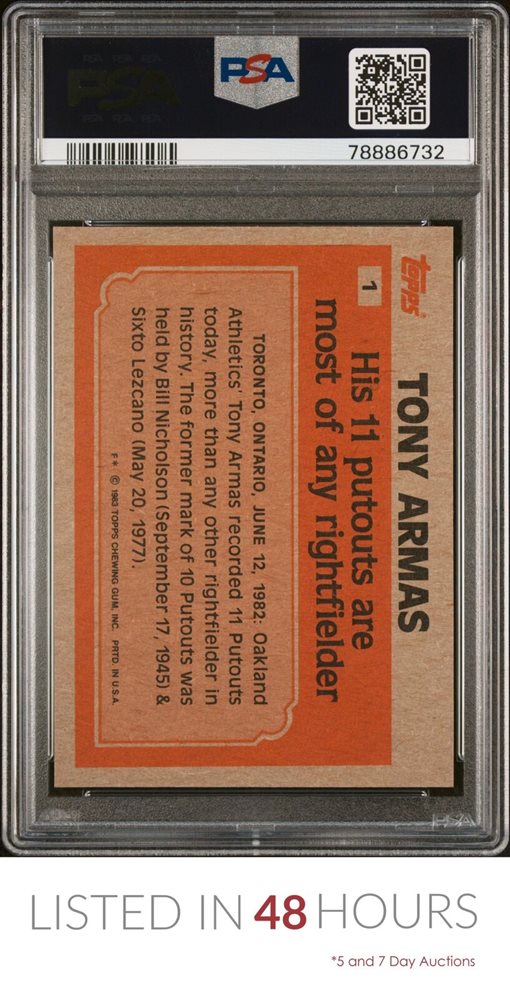 PSA
78886732
Topps
1
TONY ARMAS
His 11 putouts are
most of any rightfielder
TORONTO, ONTARIO, JUNE 12, 1982: Oakland
Athletics' Tony Armas recorded 11 Putouts
today, more than any other rightfielder in
history. The former mark of 10 Putouts was
held by Bill Nicholson (September 17, 1945) &
Sixto Lezcano (May 20, 1977).
F* © 1983 TOPPS CHEWING GUM, INC. PRTD. IN U.S.A.
PSA
LISTED IN 48 HOURS
*5 and 7 Day Auctions